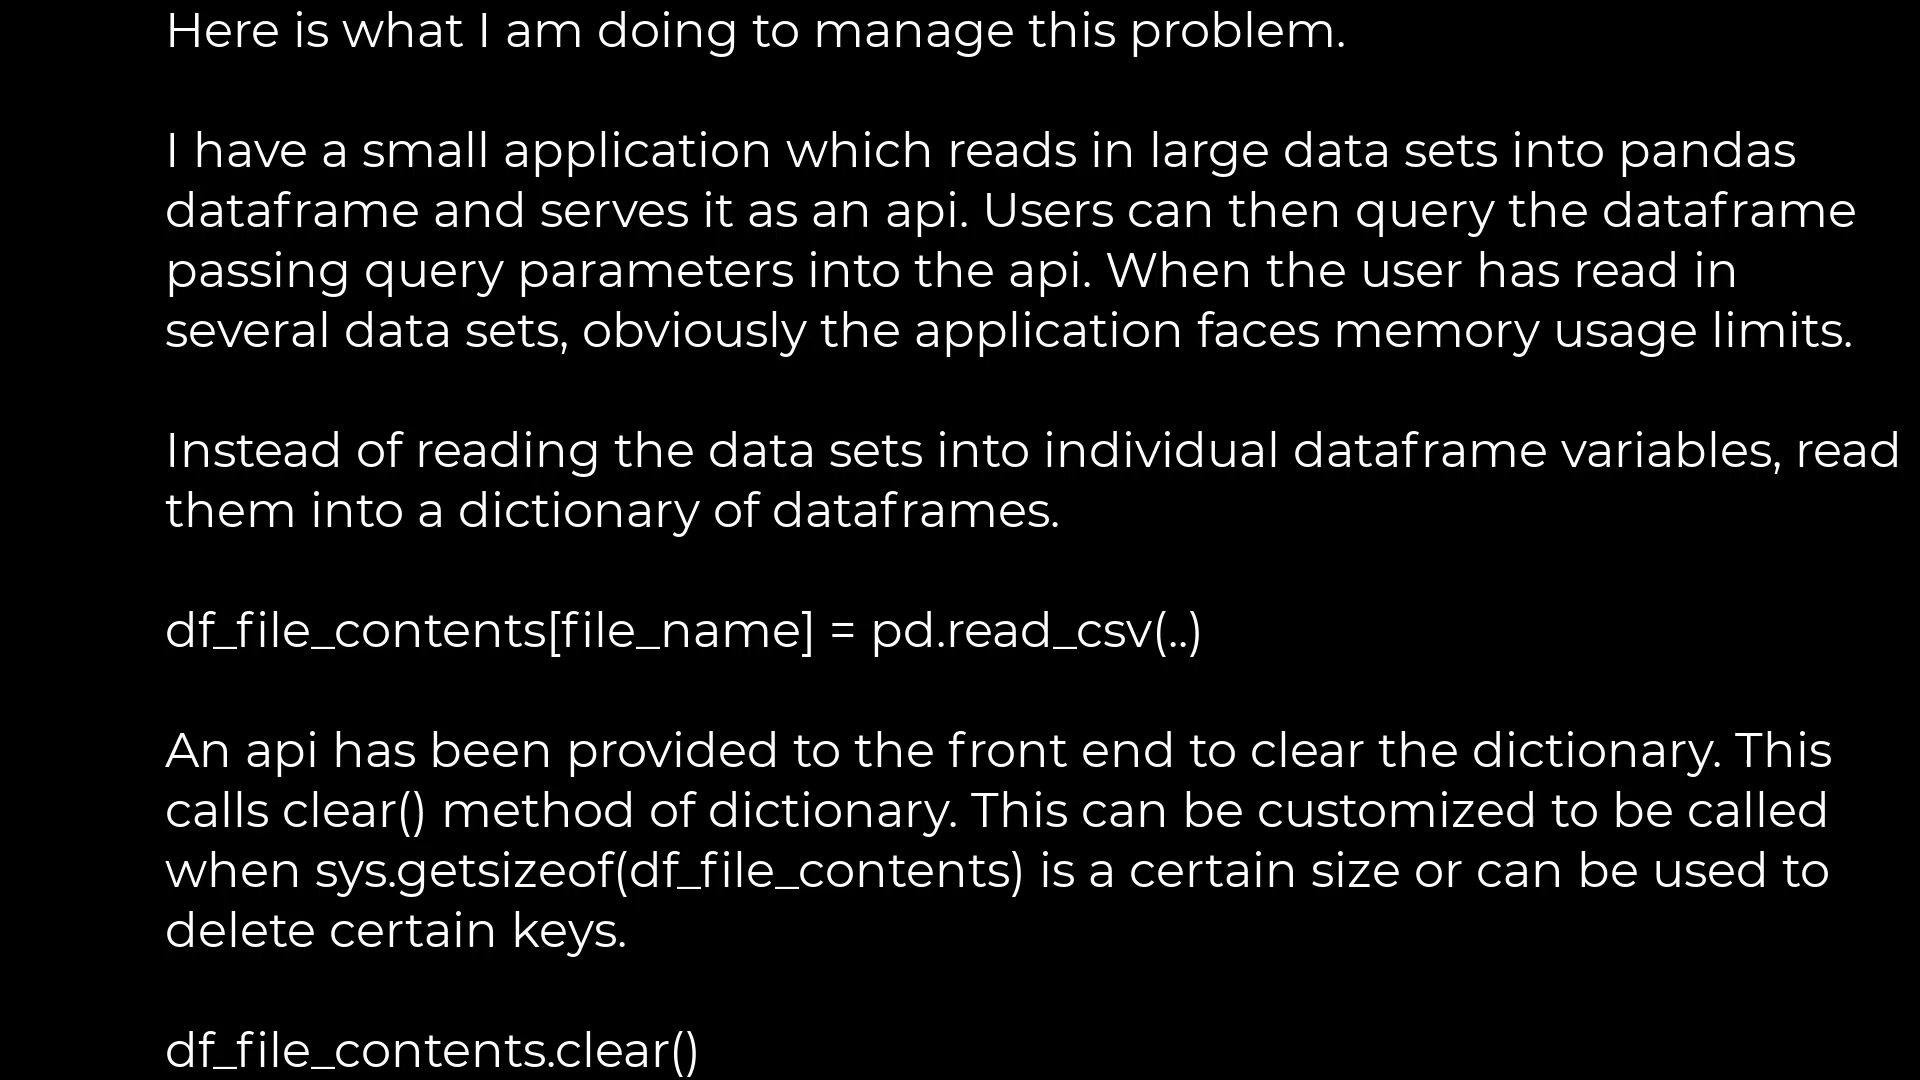 Here is what I am doing to manage this problem.
I have a small application which reads in large data sets into pandas
dataframe and serves it as an api. Users can then query the dataframe
passing query parameters into the api. When the user has read in
several data sets, obviously the application faces memory usage limits.
Instead of reading the data sets into individual dataframe variables, read
them into a dictionary of dataframes.
df_file_contents[file_name] = pd.read_csv(..)
An api has been provided to the front end to clear the dictionary. This
calls clear() method of dictionary. This can be customized to be called
when sys.getsizeof(df_file_contents) is a certain size or can be used to
delete certain keys.
df_file_contents.clear()